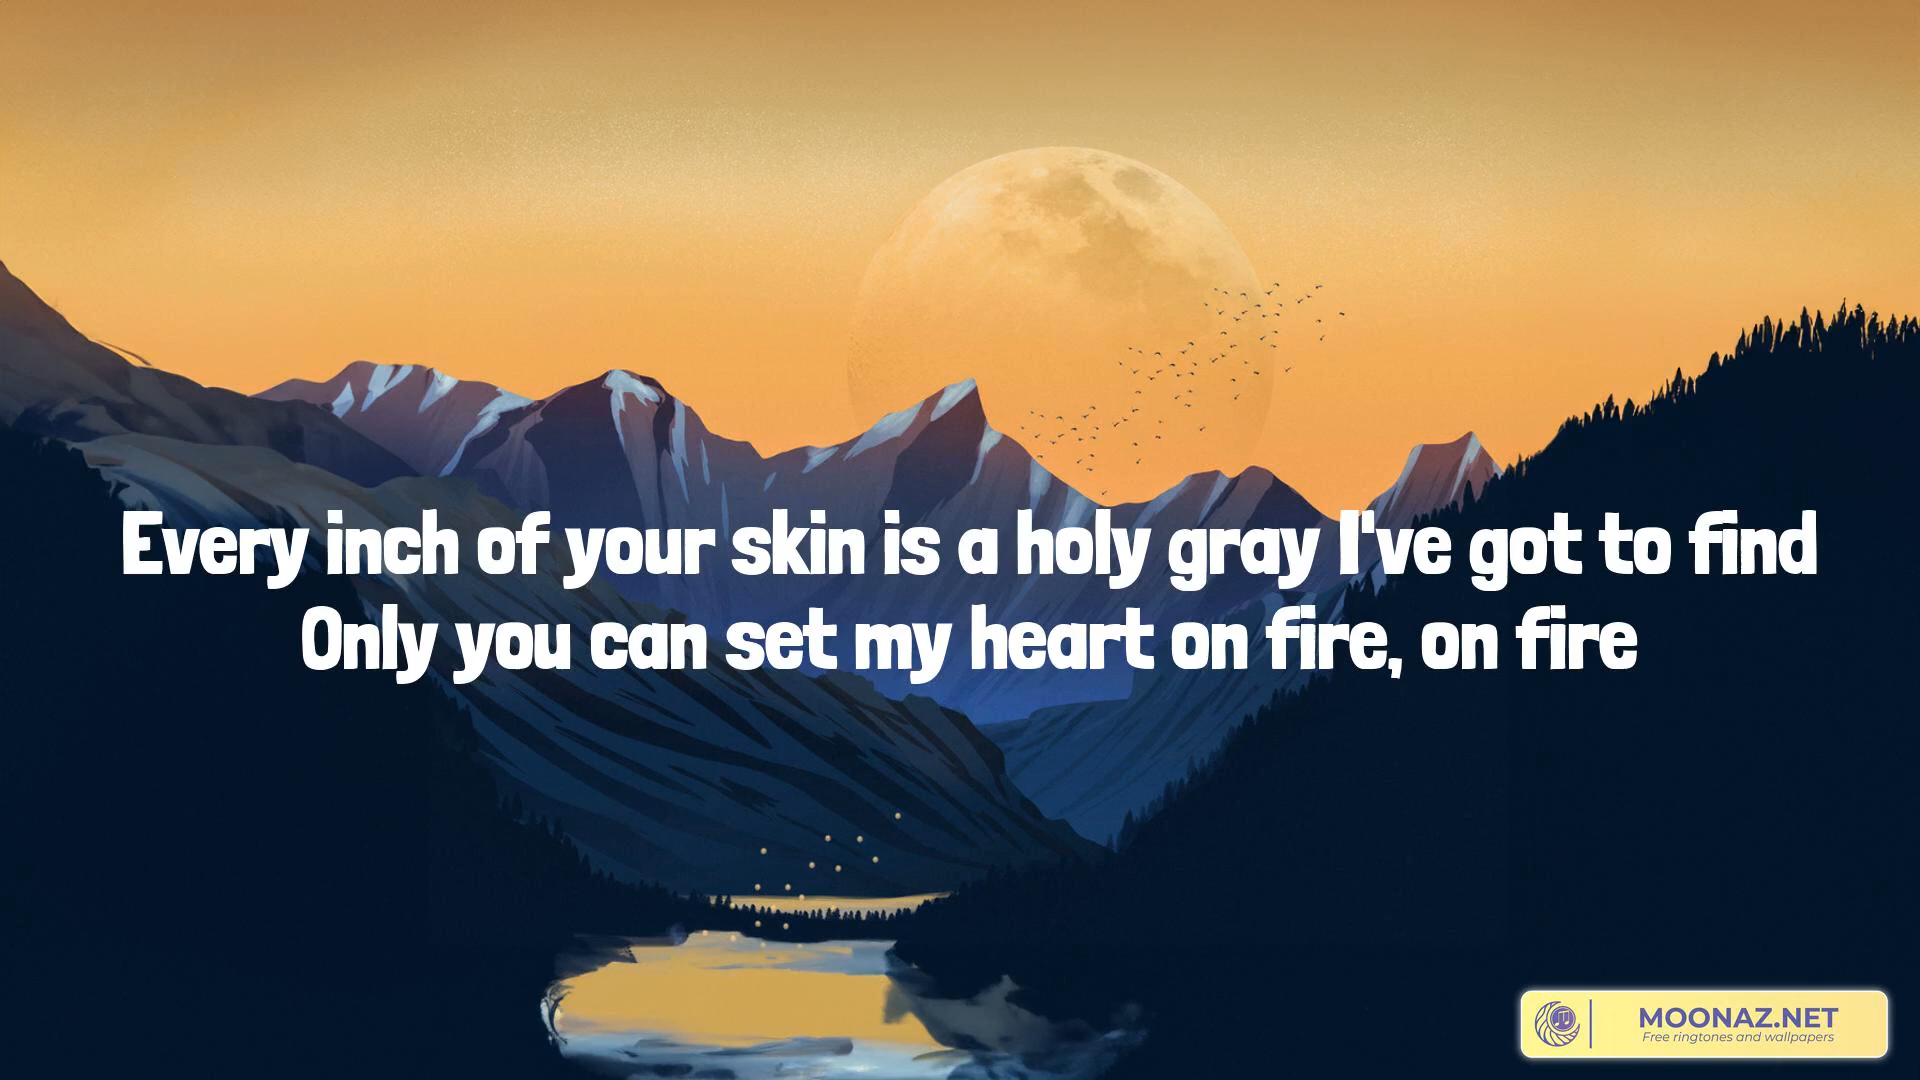 Every inch of your skin is a holy gray I've got to find
Only you can set my heart on fire, on fire
MOONAZ.NET
Free ringtones and wallpapers